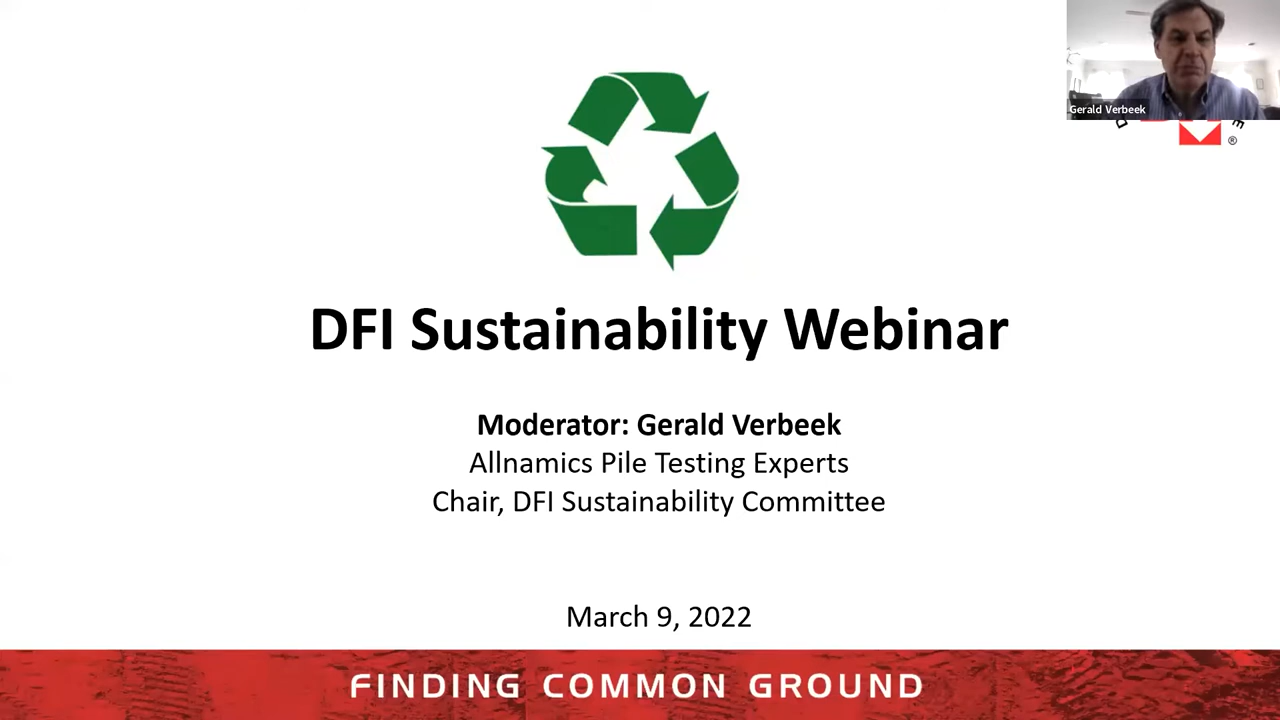 Gerald Verbeek
®
DFI Sustainability Webinar
Moderator: Gerald Verbeek
Allnamics Pile Testing Experts
Chair, DFI Sustainability Committee
March 9, 2022
FINDING COMMON GROUND